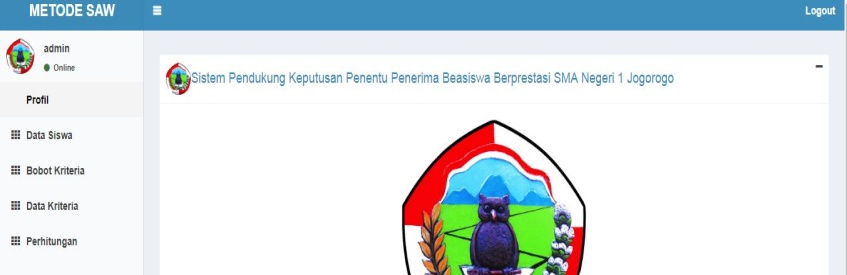 METODE SAW
Logout
admin
Online
Profil
Data Siswa
Bobot Kriteria
Data Kriteria
Perhitungan
Sistem Pendukung Keputusan Penentu Penerima Beasiswa Berprestasi SMA Negeri 1 Jogorogo